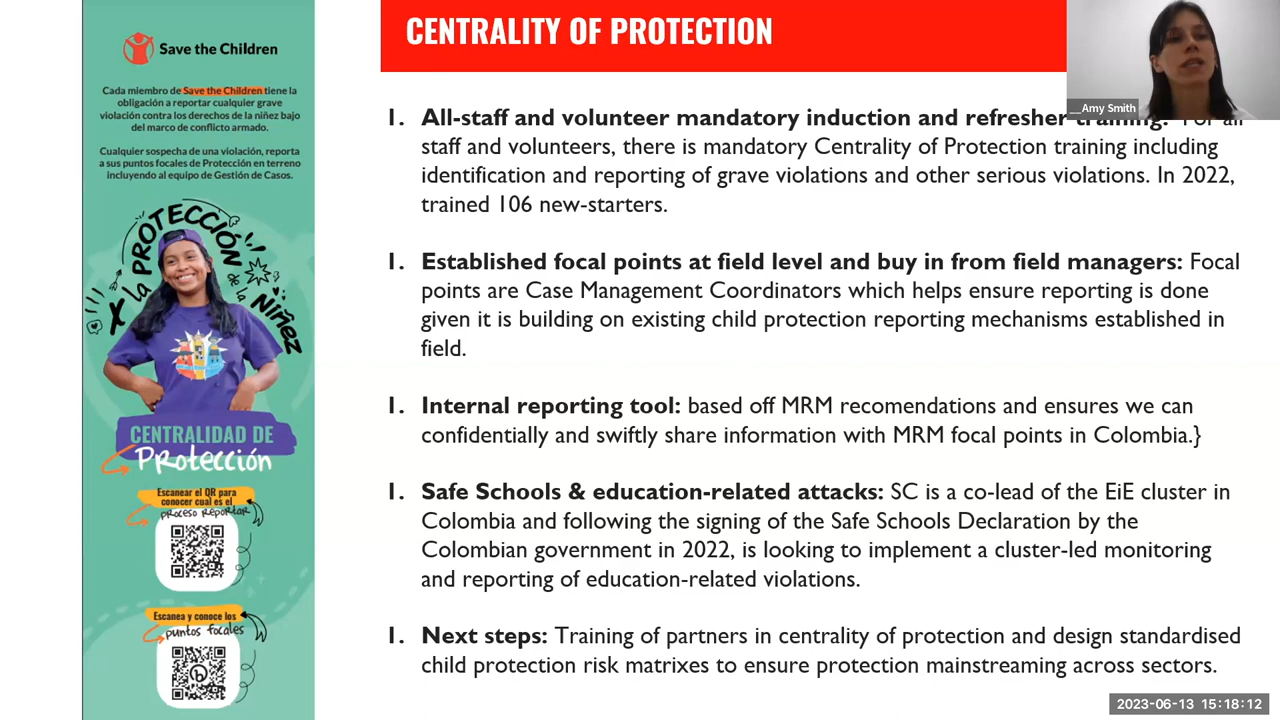 Save the Children
Cada miembro de Save the Children tiene la
obligación a reportar cualquier grave
violación contra los derechos de la niñez bajo
del marco de conflicto armado.
Cualquier sospecha de una violación, reporta
a sus puntos focales de Protección en terreno
incluyendo al equipo de Gestión de Casos.
x la PROTECCIÓN de la NIÑEZ
CENTRALIDAD DE
Protección
Escanear el QR para
conocer cual es el
proceso reportar
Escanea y conoce los
puntos focales
CENTRALITY OF PROTECTION
__Amy Smith
1. All-staff and volunteer mandatory induction and refresher training: For all
staff and volunteers, there is mandatory Centrality of Protection training including
identification and reporting of grave violations and other serious violations. In 2022,
trained 106 new-starters.
1. Established focal points at field level and buy in from field managers: Focal
points are Case Management Coordinators which helps ensure reporting is done
given it is building on existing child protection reporting mechanisms established in
field.
1. Internal reporting tool: based off MRM recomendations and ensures we can
confidentially and swiftly share information with MRM focal points in Colombia.}
1. Safe Schools & education-related attacks: SC is a co-lead of the EiE cluster in
Colombia and following the signing of the Safe Schools Declaration by the
Colombian government in 2022, is looking to implement a cluster-led monitoring
and reporting of education-related violations.
1. Next steps: Training of partners in centrality of protection and design standardised
child protection risk matrixes to ensure protection mainstreaming across sectors.
2023-06-13 15:18:12